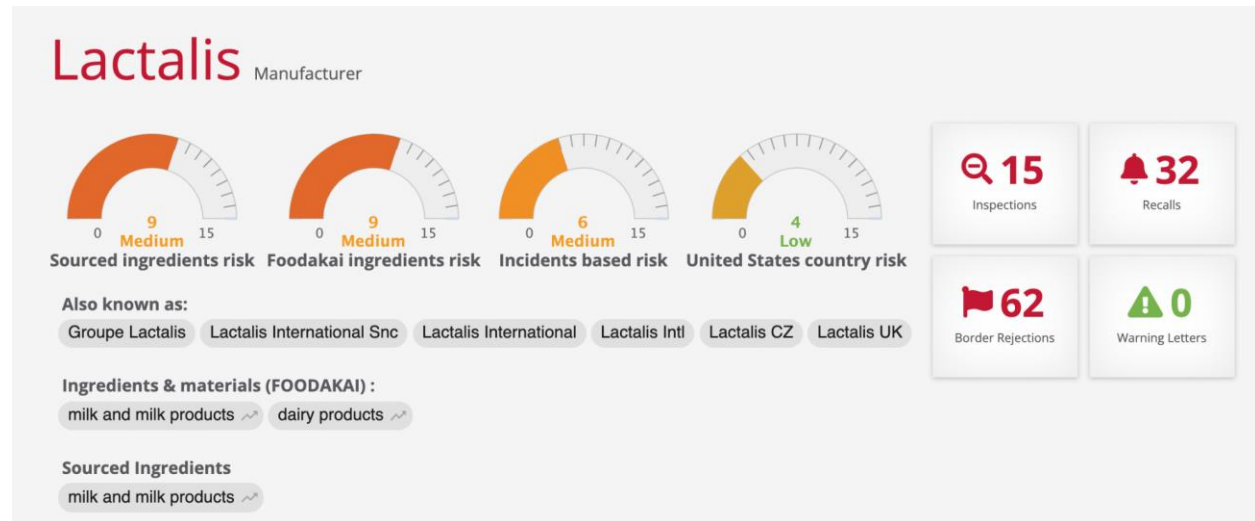 Lactalis Manufacturer
0 9 Medium 15
Sourced ingredients risk
0 9 Medium 15
Foodakai ingredients risk
0 6 Medium 15
Incidents based risk
0 4 Low 15
United States country risk
15
Inspections
32
Recalls
62
Border Rejections
0
Warning Letters
Also known as:
Groupe Lactalis Lactalis International Snc Lactalis International Lactalis Intl Lactalis CZ Lactalis UK
Ingredients & materials (FOODAKAI) :
milk and milk products dairy products
Sourced Ingredients
milk and milk products